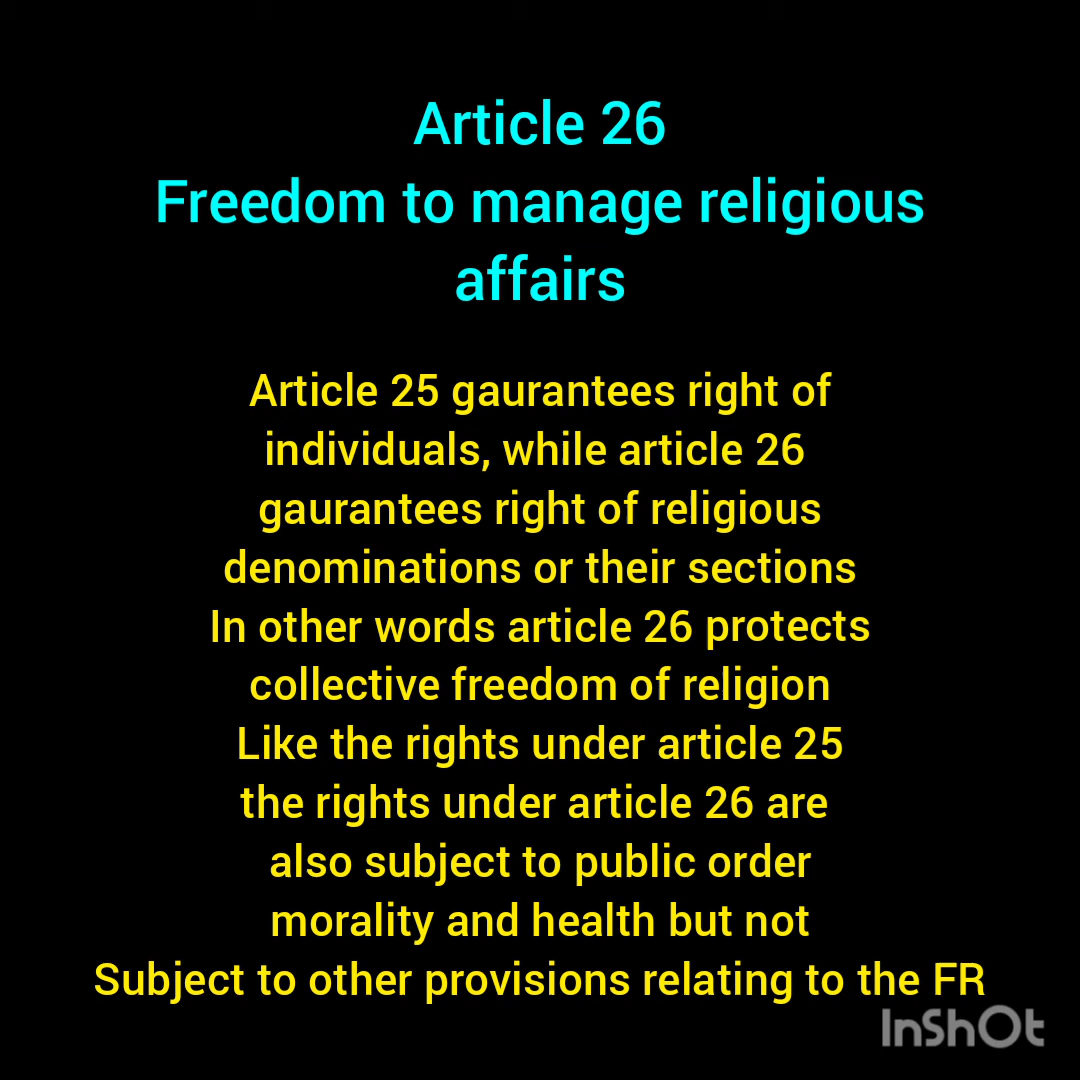 Article 26
Freedom to manage religious
affairs
Article 25 gaurantees right of
individuals, while article 26
gaurantees right of religious
denominations or their sections
In other words article 26 protects
collective freedom of religion
Like the rights under article 25
the rights under article 26 are
also subject to public order
morality and health but not
Subject to other provisions relating to the FR
InShOt